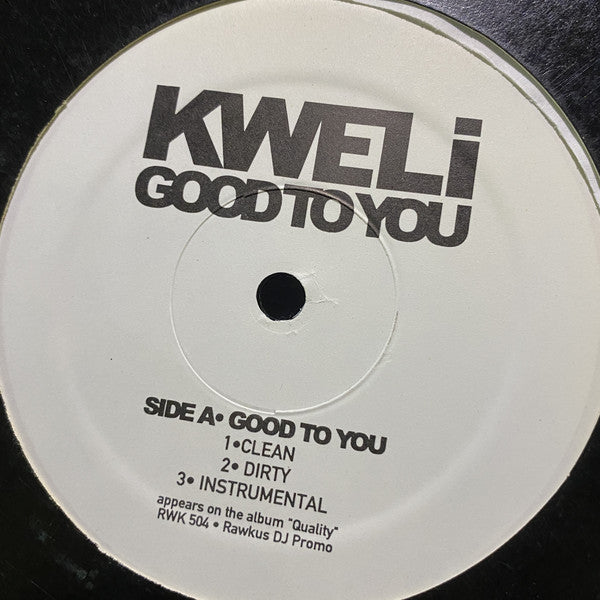 KWELi
GOOD TO YOU
SIDE A• GOOD TO YOU
1•CLEAN
2• DIRTY
3• INSTRUMENTAL
appears on the album "Quality"
RWK 504 • Rawkus DJ Promo